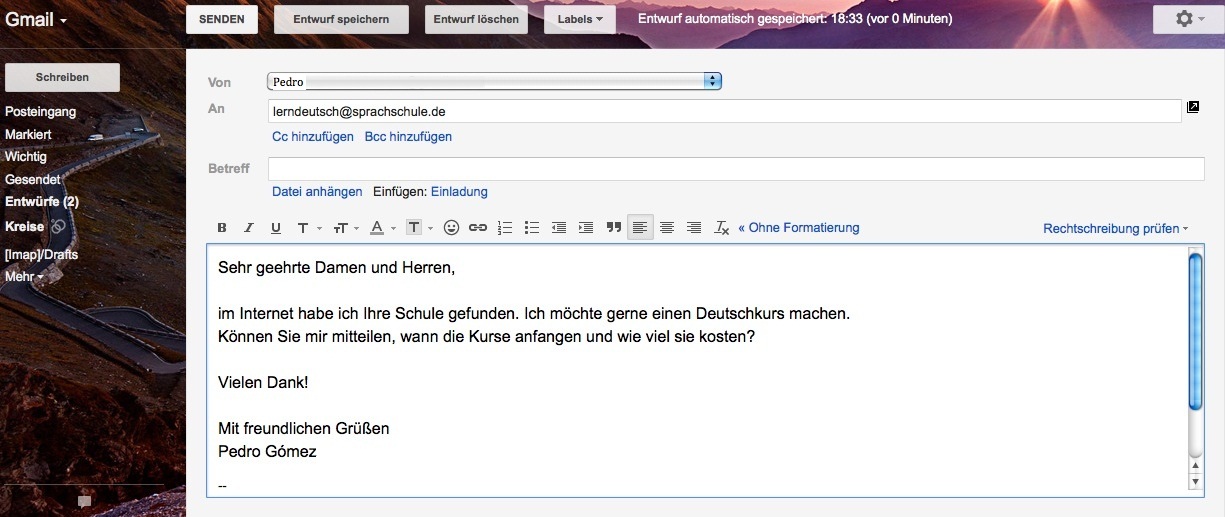 Gmail
SENDEN
Entwurf speichern
Entwurf löschen
Labels
Entwurf automatisch gespeichert: 18:33 (vor 0 Minuten)
Schreiben
Posteingang
Markiert
Wichtig
Gesendet
Entwürfe (2)
Kreise
[Imap]/Drafts
Mehr
Von
Pedro
An
lerndeutsch@sprachschule.de
Cc hinzufügen Bcc hinzufügen
Betreff
Datei anhängen Einfügen: Einladung
B I U T TT A T « Ohne Formatierung Rechtschreibung prüfen
Sehr geehrte Damen und Herren,
im Internet habe ich Ihre Schule gefunden. Ich möchte gerne einen Deutschkurs machen.
Können Sie mir mitteilen, wann die Kurse anfangen und wie viel sie kosten?
Vielen Dank!
Mit freundlichen Grüßen
Pedro Gómez
--